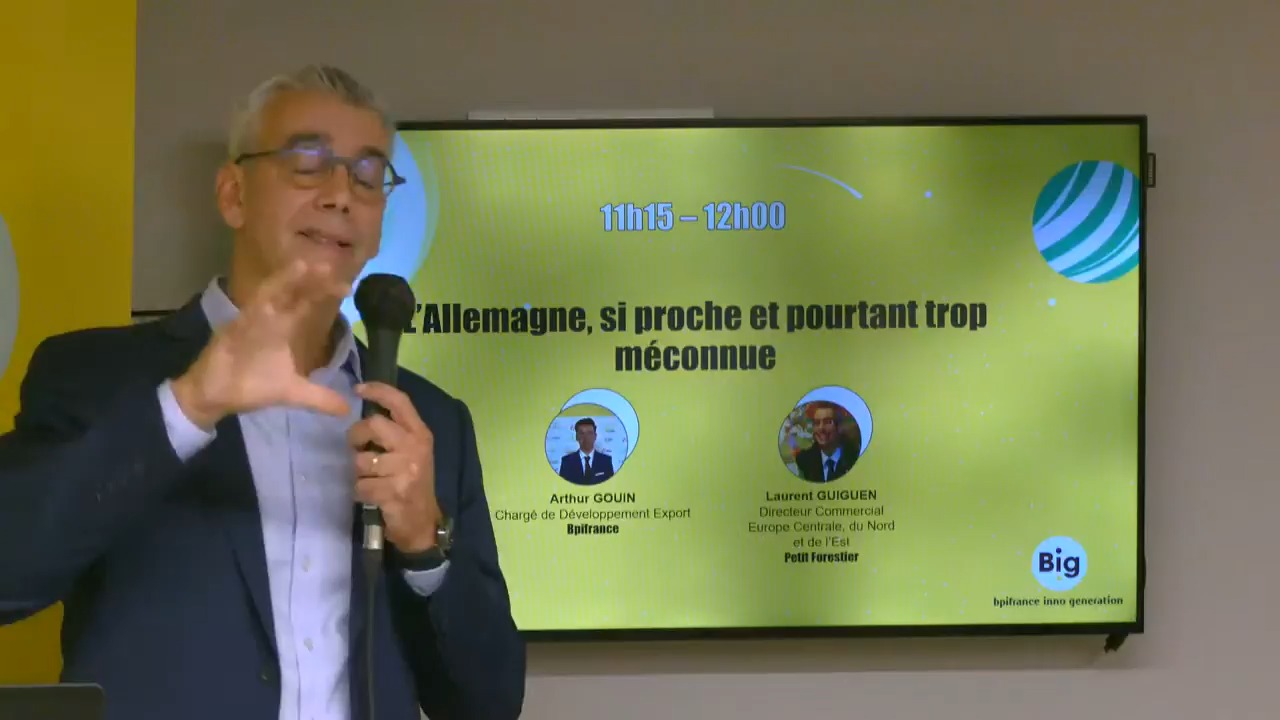 11h15 – 12h00
L'Allemagne, si proche et pourtant trop
méconnue
Arthur GOUIN
Chargé de Développement Export
Bpifrance
Laurent GUIGUEN
Directeur Commercial
Europe Centrale, du Nord
et de l'Est
Petit Forestier
Big
bpifrance inno generation